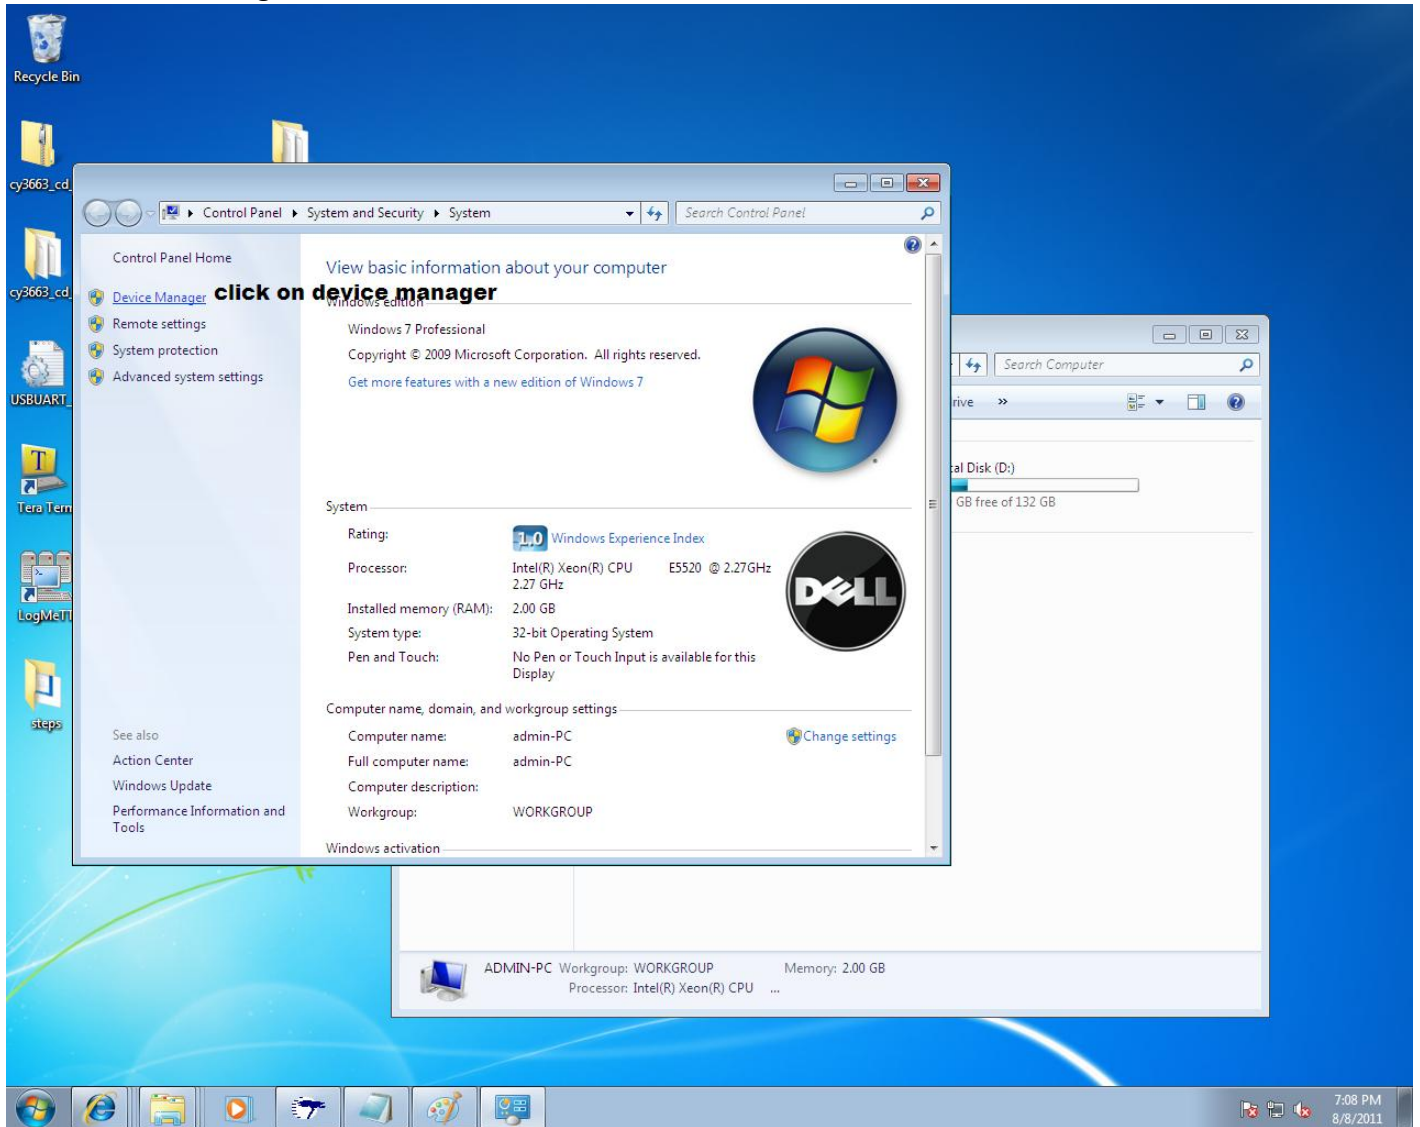 Recycle Bin
cy3663_cd_
cy3663_cd_
USBUART_
Tera Term
LogMeTT
steps
Control Panel
System and Security
System
Search Control Panel
Control Panel Home
Device Manager
click on device manager
Remote settings
System protection
Advanced system settings
See also
Action Center
Windows Update
Performance Information and
Tools
View basic information about your computer
Windows edition
Windows 7 Professional
Copyright © 2009 Microsoft Corporation. All rights reserved.
Get more features with a new edition of Windows 7
System
Rating: 1.0 Windows Experience Index
Processor: Intel(R) Xeon(R) CPU E5520 @ 2.27GHz
2.27 GHz
Installed memory (RAM): 2.00 GB
System type: 32-bit Operating System
Pen and Touch: No Pen or Touch Input is available for this
Display
DELL
Computer name, domain, and workgroup settings
Computer name: admin-PC
Change settings
Full computer name: admin-PC
Computer description:
Workgroup: WORKGROUP
Windows activation
Search Computer
rive »
cal Disk (D:)
GB free of 132 GB
ADMIN-PC Workgroup: WORKGROUP Memory: 2.00 GB
Processor: Intel(R) Xeon(R) CPU ...
7:08 PM
8/8/2011